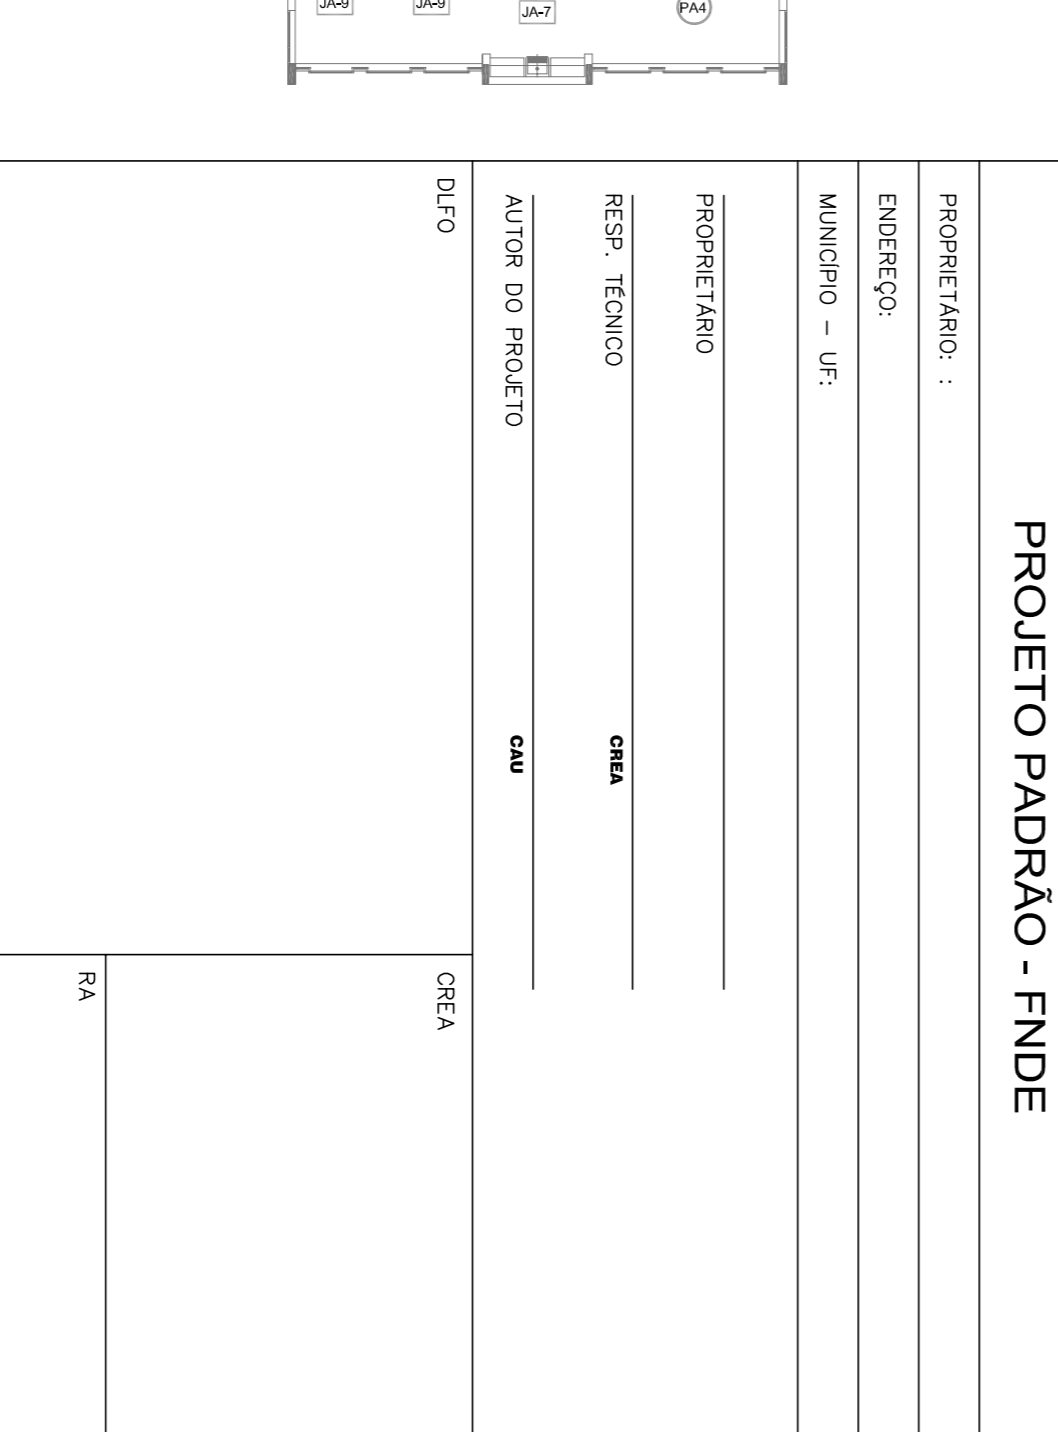 JA-9
JA-9
JA-7
PA4
PROJETO PADRÃO - FNDE
PROPRIETÁRIO: :
ENDEREÇO:
MUNICÍPIO - UF:
PROPRIETÁRIO
RESP. TÉCNICO CREA
AUTOR DO PROJETO CAU
DLFO
CREA
RA